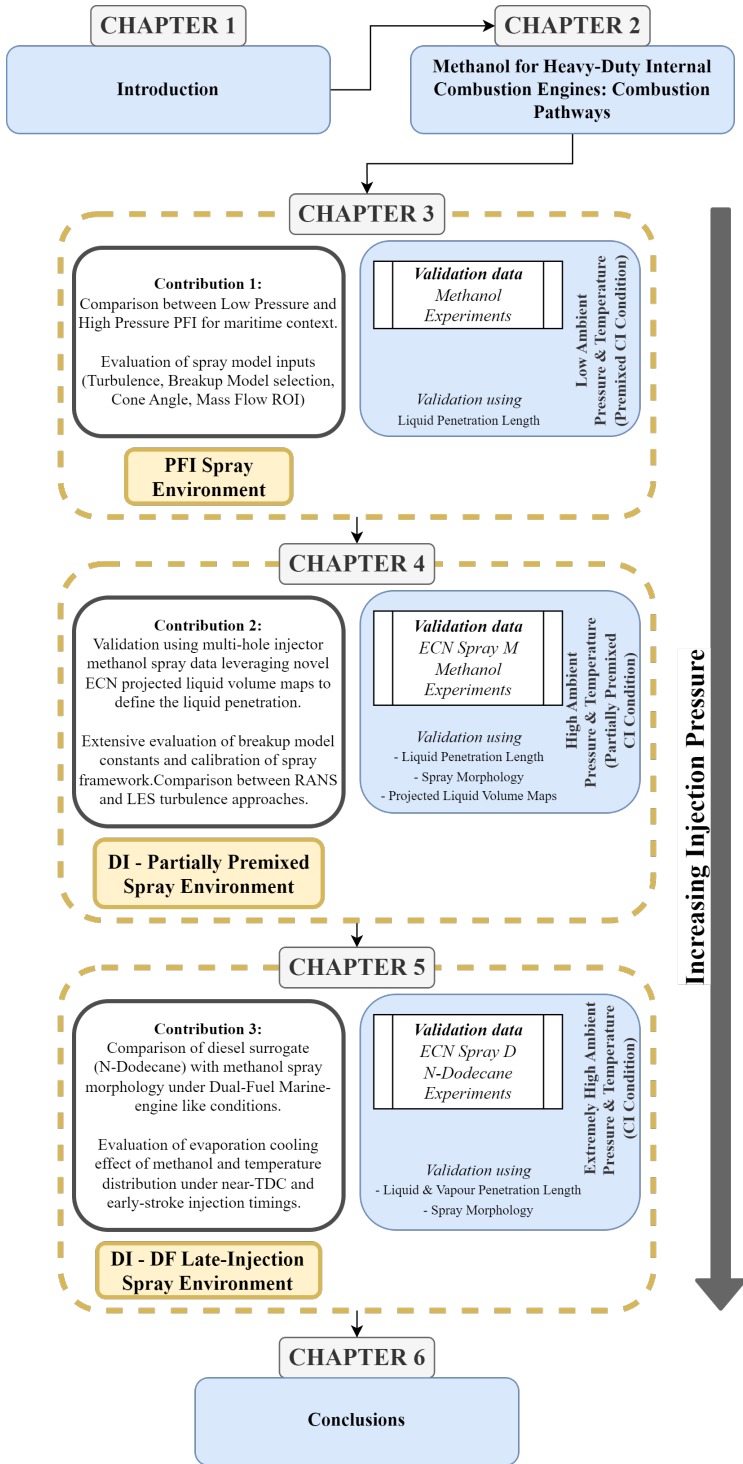 CHAPTER 1
Introduction
CHAPTER 2
Methanol for Heavy-Duty Internal
Combustion Engines: Combustion
Pathways
CHAPTER 3
Contribution 1:
Comparison between Low Pressure and
High Pressure PFI for maritime context.
Evaluation of spray model inputs
(Turbulence, Breakup Model selection,
Cone Angle, Mass Flow ROI)
Validation data
Methanol
Experiments
Validation using
Liquid Penetration Length
Low Ambient
Pressure & Temperature
(Premixed CI Condition)
PFI Spray
Environment
CHAPTER 4
Contribution 2:
Validation using multi-hole injector
methanol spray data leveraging novel
ECN projected liquid volume maps to
define the liquid penetration.
Extensive evaluation of breakup model
constants and calibration of spray
framework.Comparison between RANS
and LES turbulence approaches.
Validation data
ECN Spray M
Methanol
Experiments
Validation using
- Liquid Penetration Length
- Spray Morphology
- Projected Liquid Volume Maps
High Ambient
Pressure & Temperature
(Partially Premixed
CI Condition)
DI - Partially Premixed
Spray Environment
CHAPTER 5
Contribution 3:
Comparison of diesel surrogate
(N-Dodecane) with methanol spray
morphology under Dual-Fuel Marine-
engine like conditions.
Evaluation of evaporation cooling
effect of methanol and temperature
distribution under near-TDC and
early-stroke injection timings.
Validation data
ECN Spray D
N-Dodecane
Experiments
Validation using
- Liquid & Vapour Penetration Length
- Spray Morphology
Extremely High Ambient
Pressure & Temperature
(CI Condition)
DI - DF Late-Injection
Spray Environment
Increasing Injection Pressure
CHAPTER 6
Conclusions